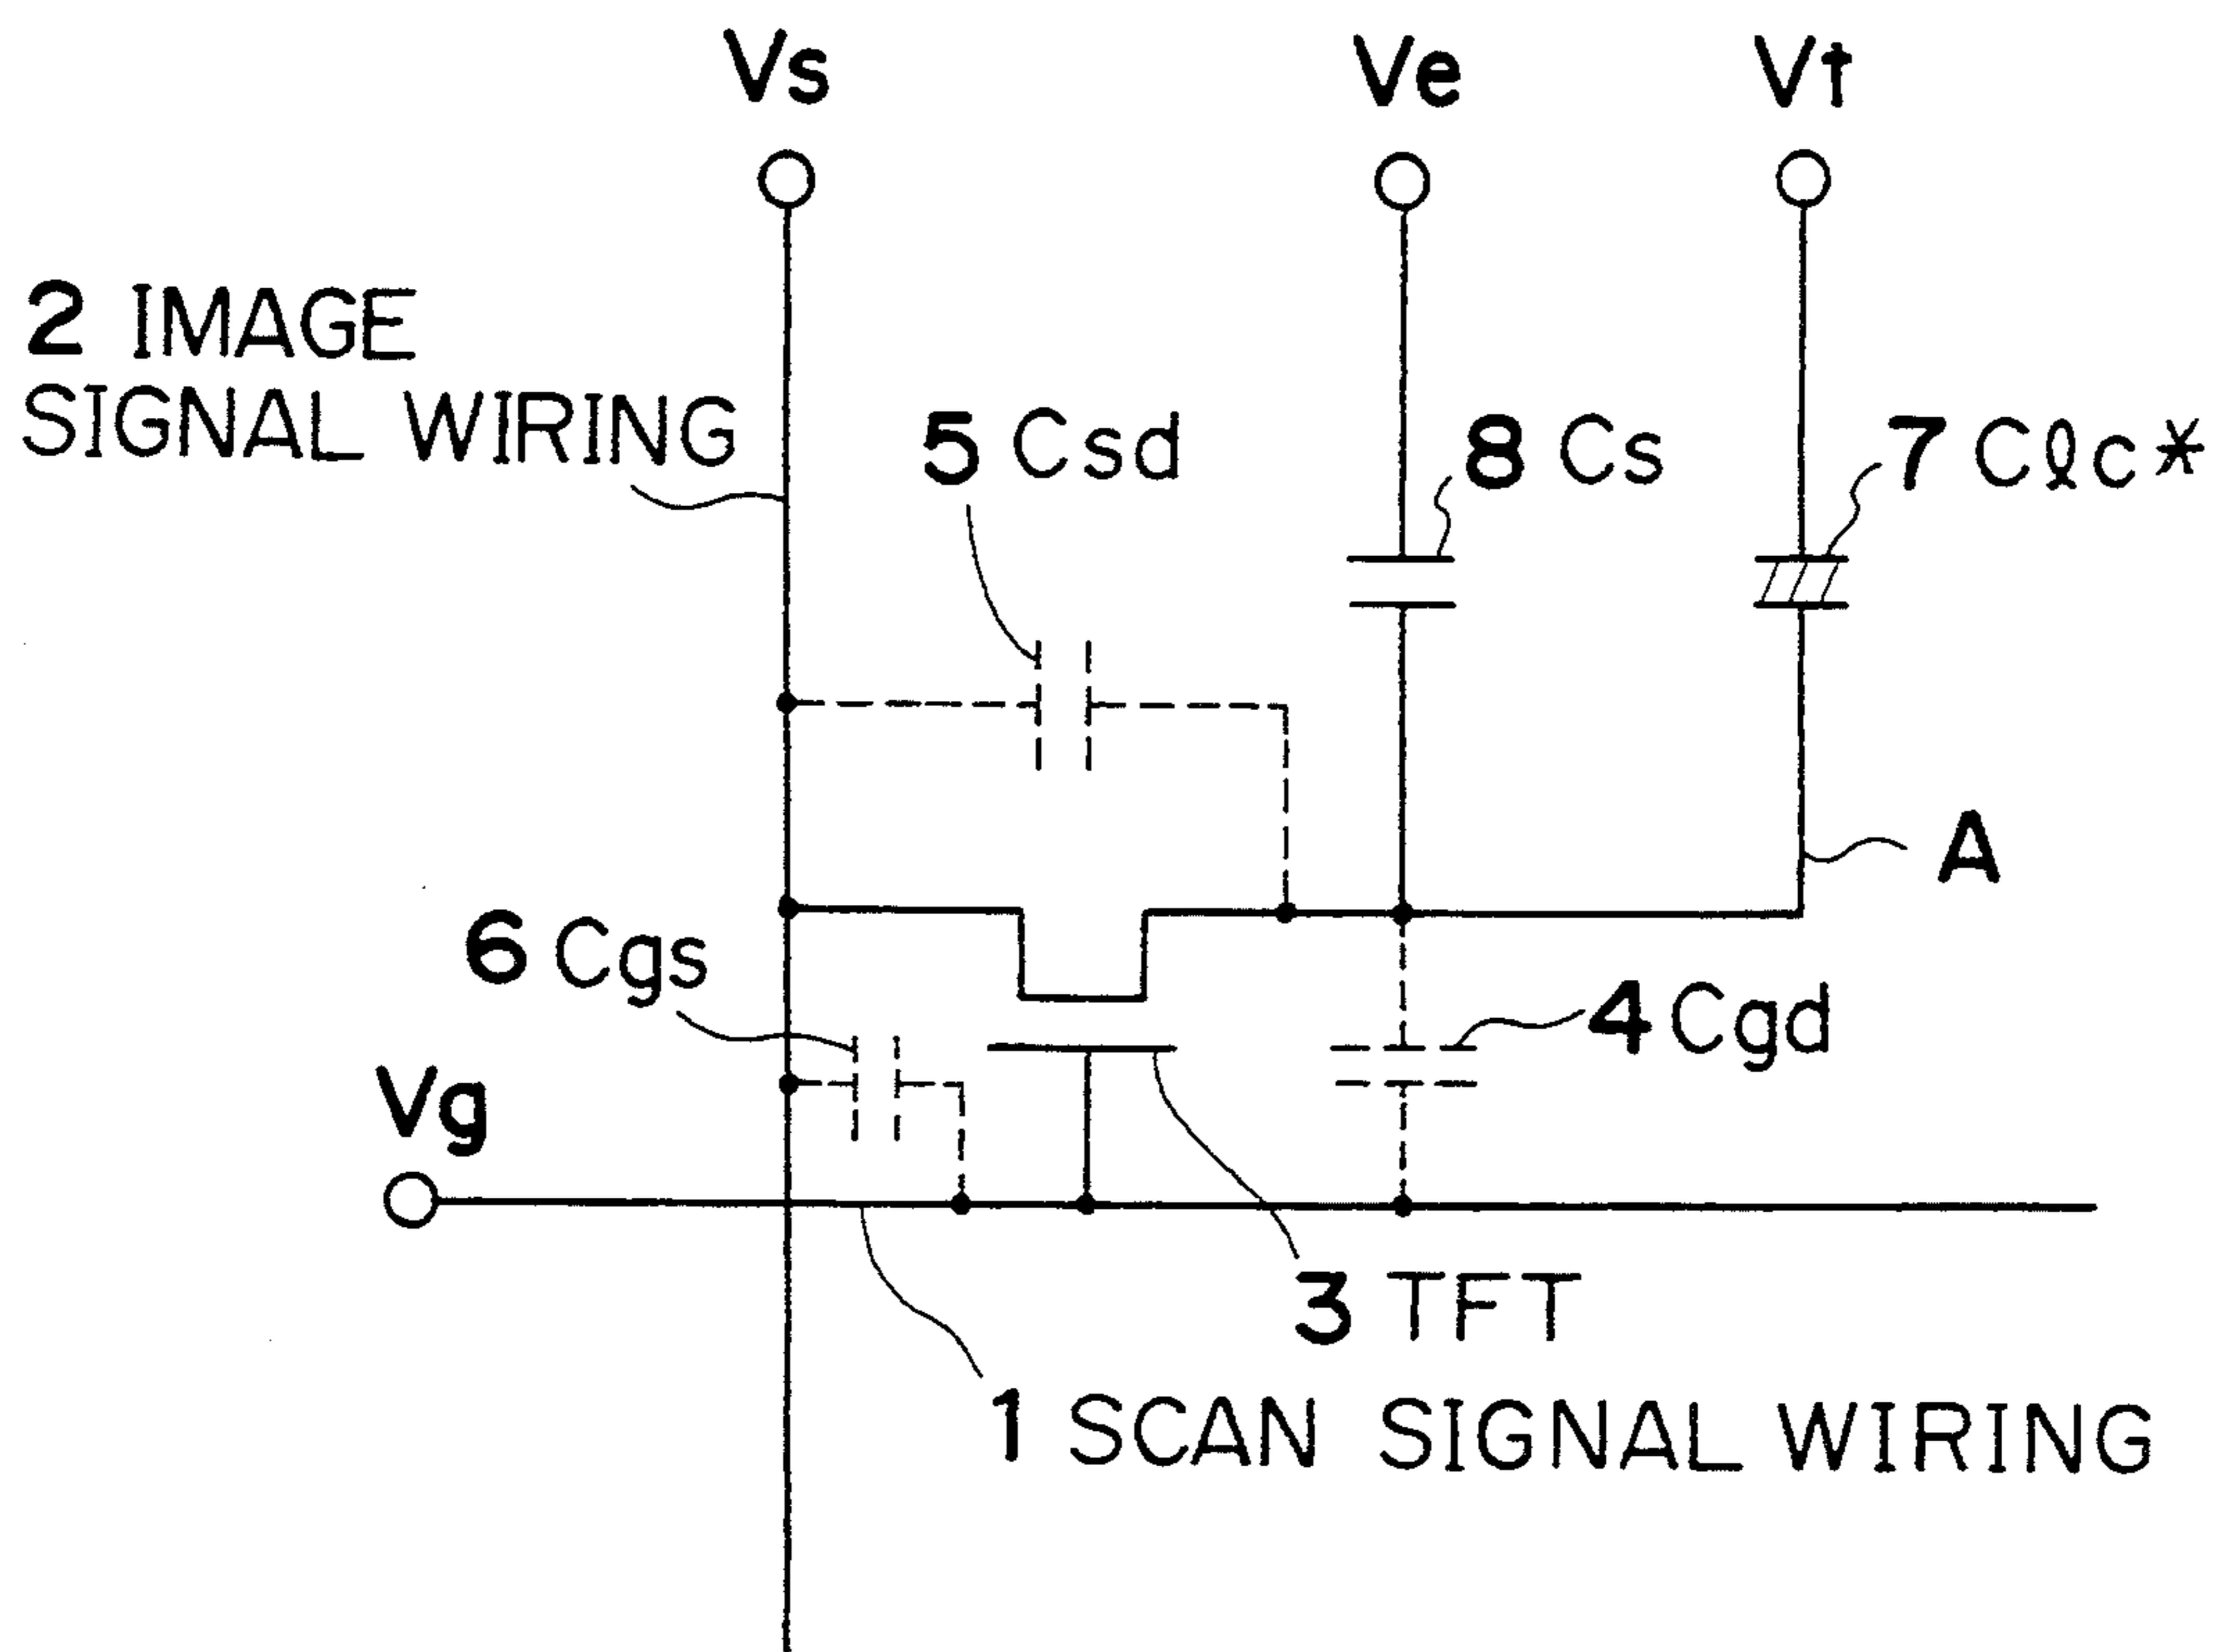 Vs
Ve
Vt
2 IMAGE
SIGNAL WIRING
5 Csd
8 Cs
7 Cℓc*
A
6 Cgs
4 Cgd
Vg
3 TFT
1 SCAN SIGNAL WIRING